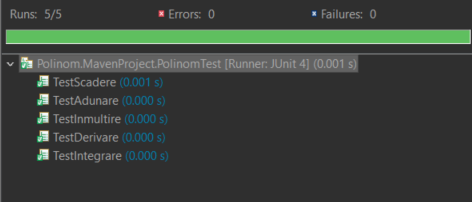 Runs: 5/5 Errors: 0 Failures: 0
Polinom.MavenProject.PolinomTest [Runner: JUnit 4] (0.001 s)
TestScadere (0.001 s)
TestAdunare (0.000 s)
TestInmultire (0.000 s)
TestDerivare (0.000 s)
TestIntegrare (0.000 s)